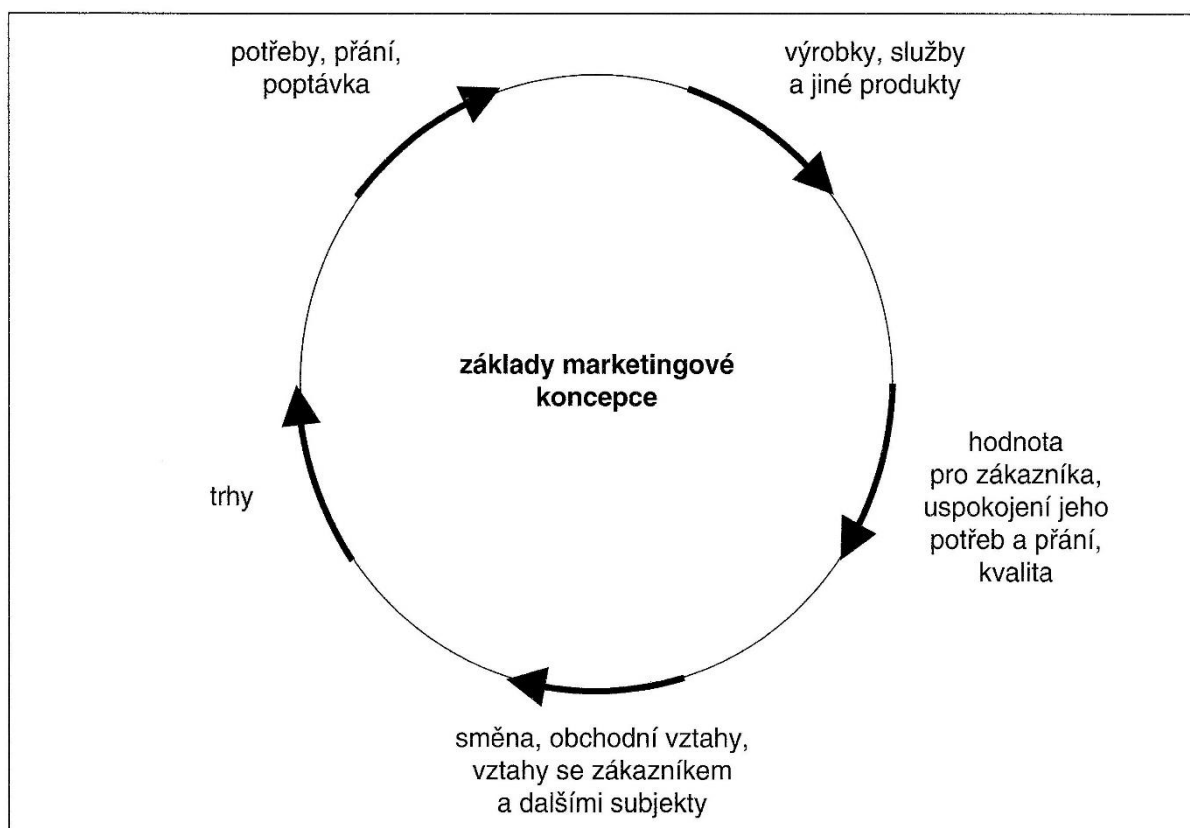 potřeby, přání,
poptávka
výrobky, služby
a jiné produkty
základy marketingové
koncepce
hodnota
pro zákazníka,
uspokojení jeho
potřeb a přání,
kvalita
trhy
směna, obchodní vztahy,
vztahy se zákazníkem
a dalšími subjekty